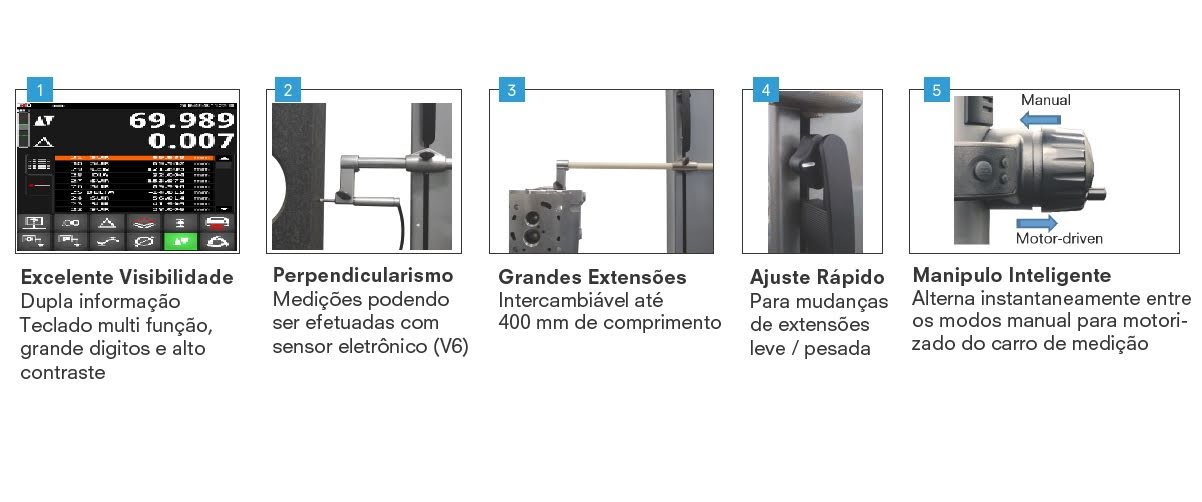 1
69.989
0.007
Excelente Visibilidade
Dupla informação
Teclado multi função,
grande digitos e alto
contraste
2
Perpendicularismo
Medições podendo
ser efetuadas com
sensor eletrônico (V6)
3
Grandes Extensões
Intercambiável até
400 mm de comprimento
4
Ajuste Rápido
Para mudanças
de extensões
leve / pesada
5
Manual
Motor-driven
Manipulo Inteligente
Alterna instantaneamente entre
os modos manual para motori-
zado do carro de medição